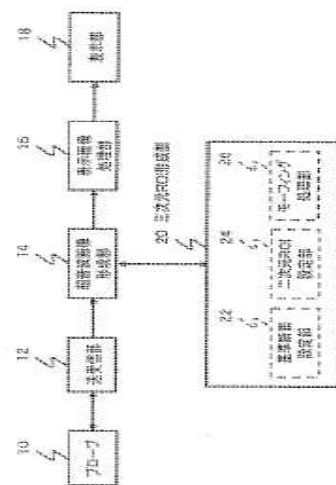 10
プローブ
12
送受信部
14
超音波画像
形成部
16
表示画像
処理部
18
表示部
20 三次元ROI形成部
22
基準断面
設定部
24
二次元ROI
設定部
26
モーフィング
処理部